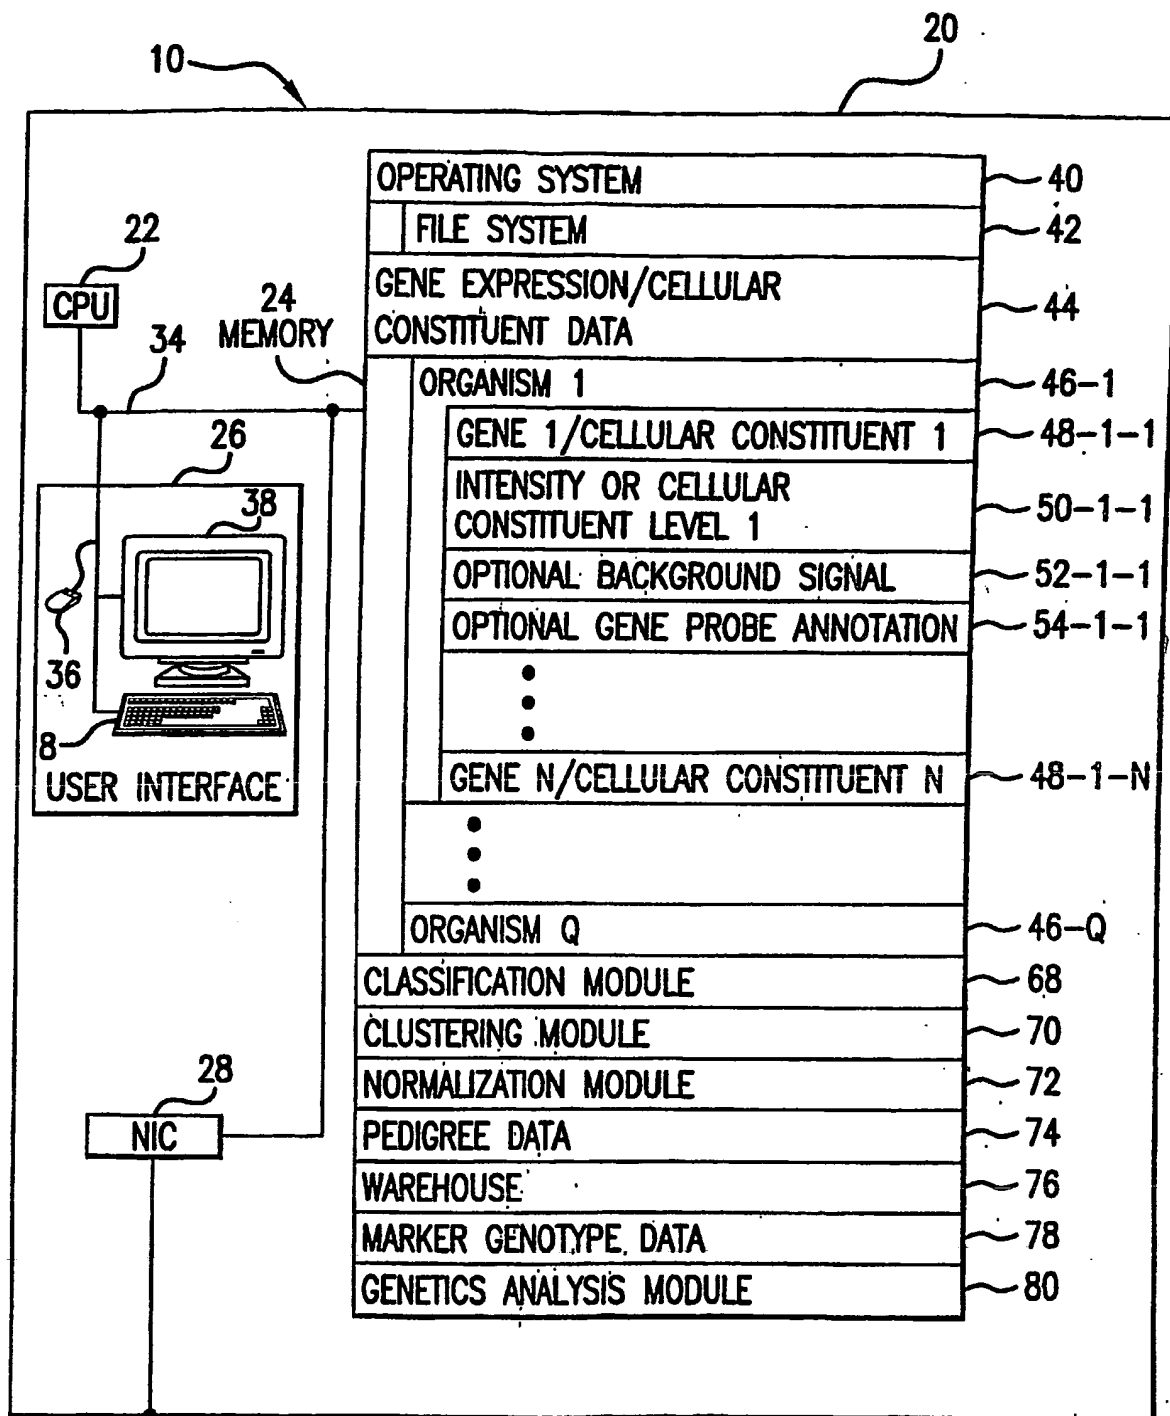 10
20
OPERATING SYSTEM
40
FILE SYSTEM
42
22
CPU
GENE EXPRESSION/CELLULAR
CONSTITUENT DATA
44
24
MEMORY
34
ORGANISM 1
46-1
GENE 1/CELLULAR CONSTITUENT 1
48-1-1
26
INTENSITY OR CELLULAR
CONSTITUENT LEVEL 1
50-1-1
38
OPTIONAL BACKGROUND SIGNAL
52-1-1
OPTIONAL GENE PROBE ANNOTATION
54-1-1
36
8
USER INTERFACE
GENE N/CELLULAR CONSTITUENT N
48-1-N
ORGANISM Q
46-Q
CLASSIFICATION MODULE
68
CLUSTERING MODULE
70
NORMALIZATION MODULE
72
28
NIC
PEDIGREE DATA
74
WAREHOUSE
76
MARKER GENOTYPE DATA
78
GENETICS ANALYSIS MODULE
80